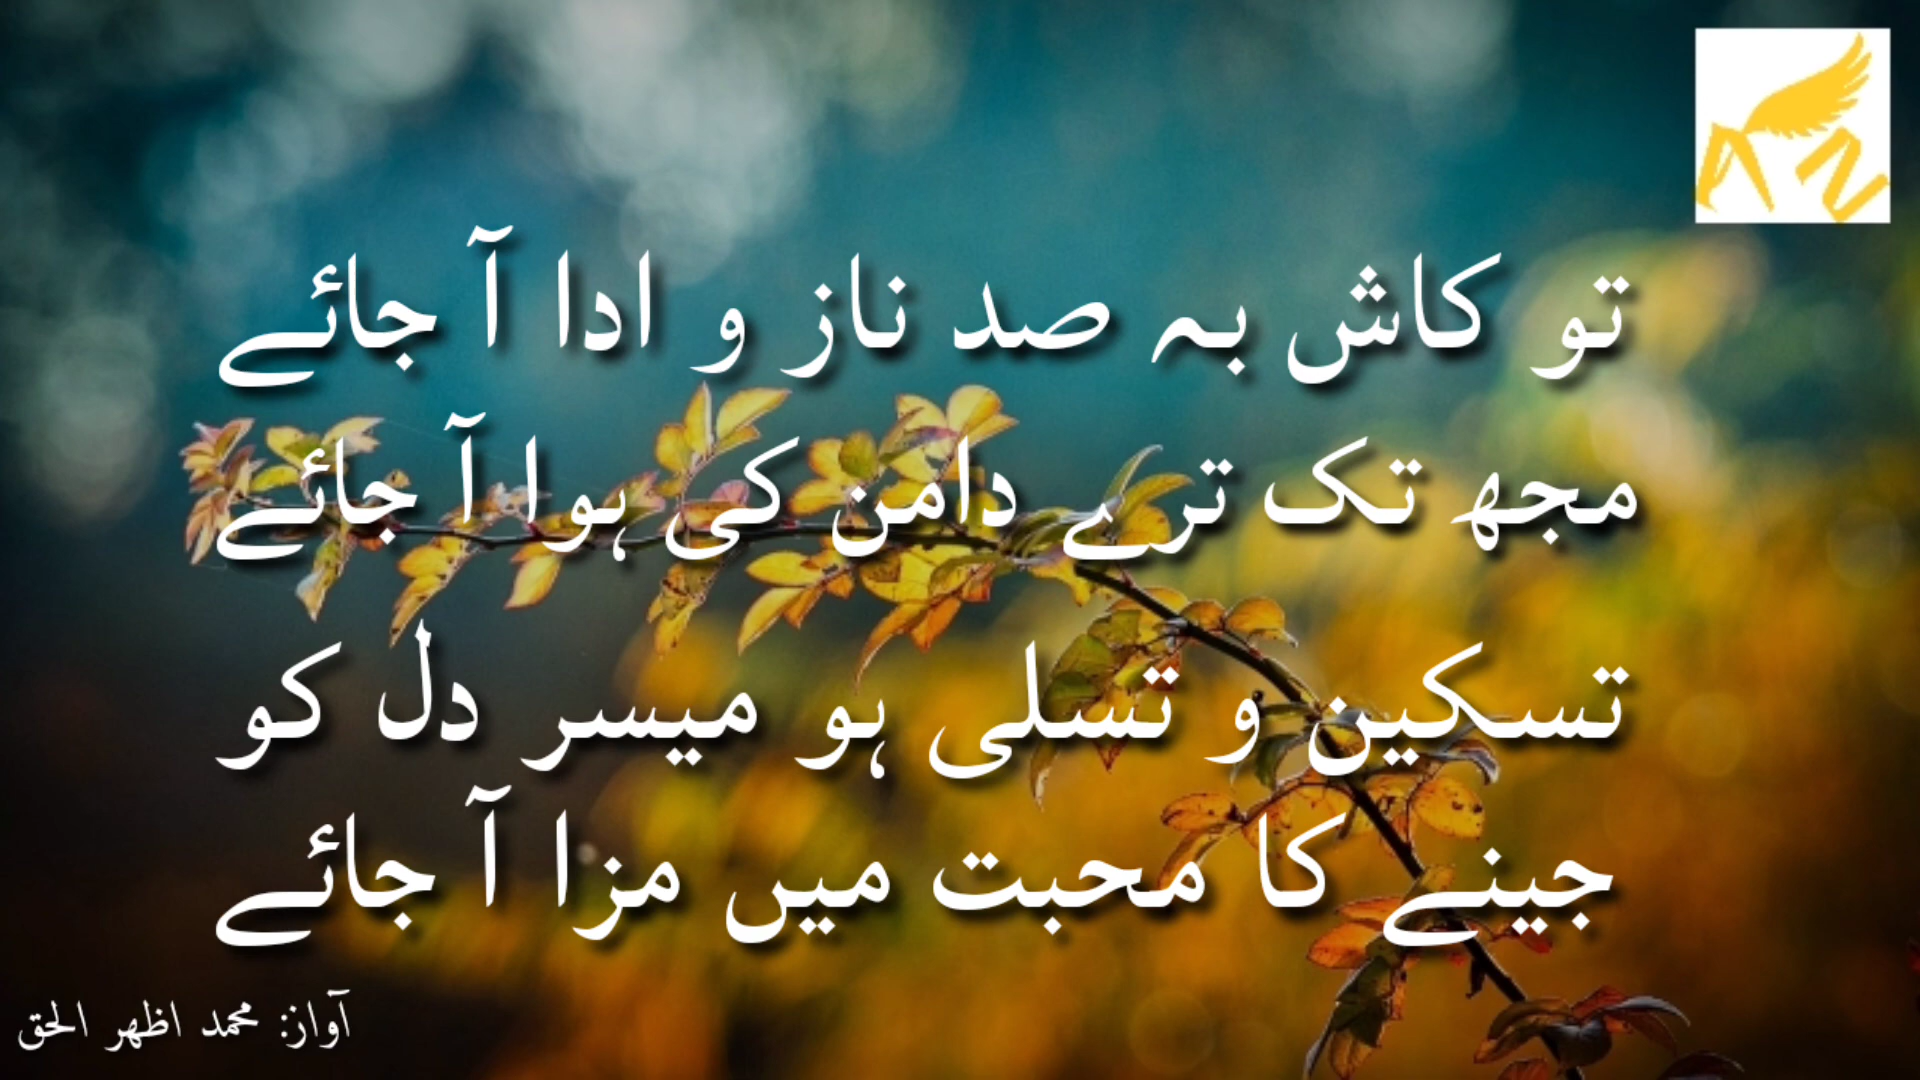 تو کاش بہ صد ناز و ادا آ جائے
مجھ تک ترے دامن کی ہوا آ جائے
تسکین و تسلی ہو میسر دل کو
جینے کا محبت میں مزا آ جائے
آواز: محمد اظہر الحق